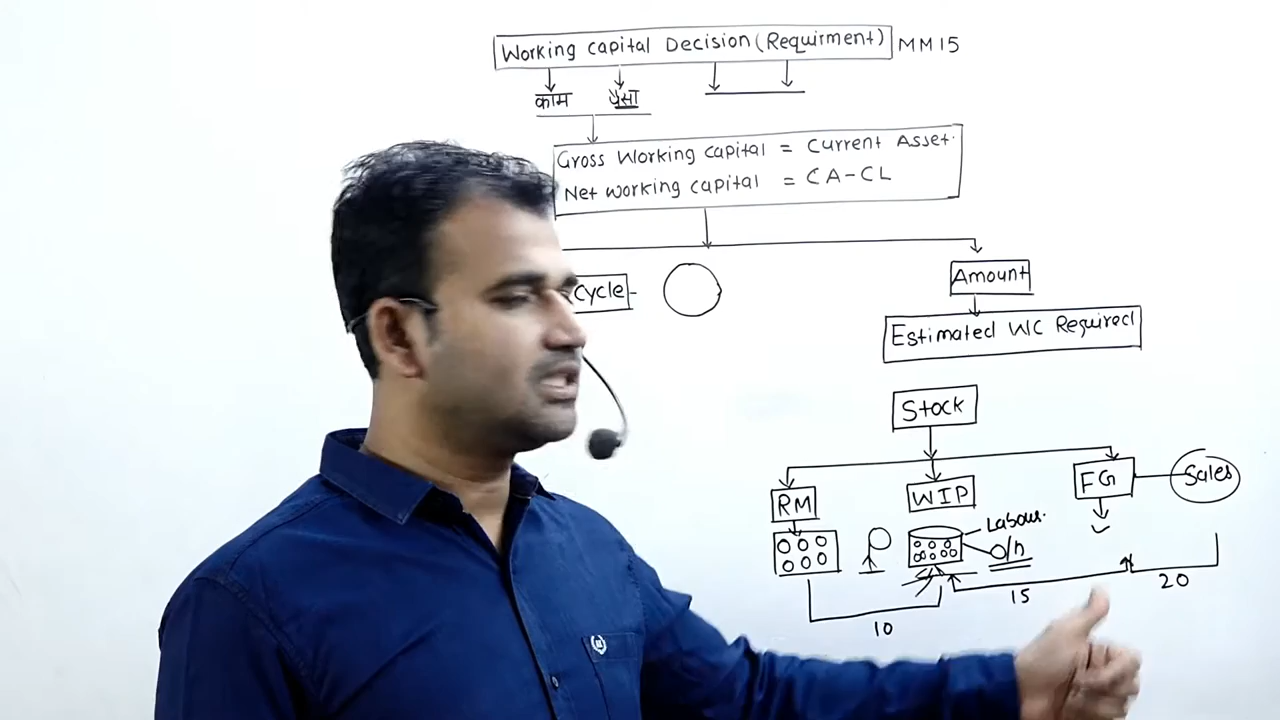 Working capital Decision (Requirment) MM15
काम पैसा
Gross Working capital = Current Asset.
Net working capital = CA-CL
cycle-
Amount
Estimated WC Required
Stock
RM WIP FG Sales
Labour.
O/h
10 15 20